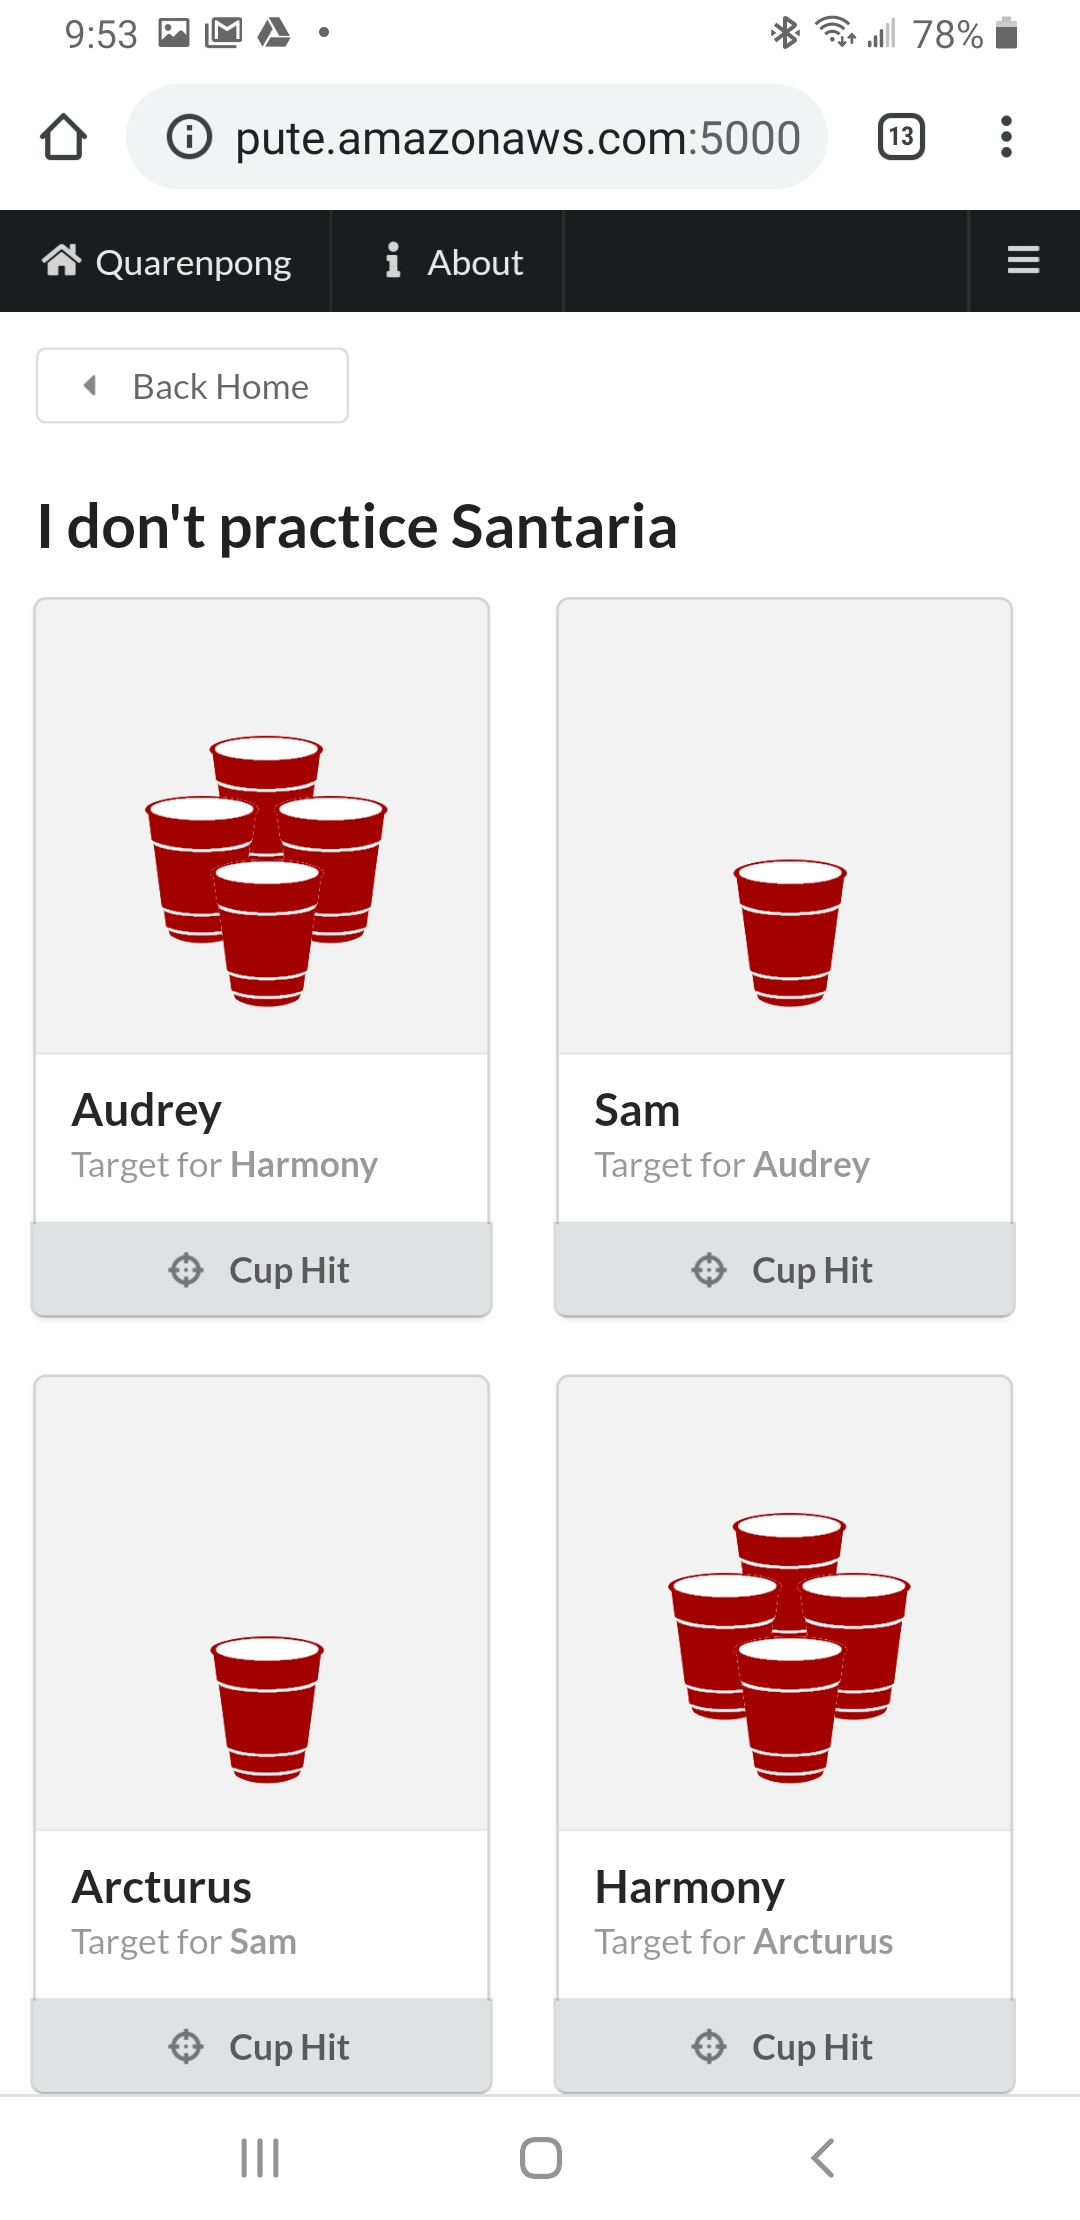 9:53 78%
pute.amazonaws.com:5000 13
Quarenpong About
Back Home
I don't practice Santaria
Audrey
Target for Harmony
Cup Hit
Sam
Target for Audrey
Cup Hit
Arcturus
Target for Sam
Cup Hit
Harmony
Target for Arcturus
Cup Hit